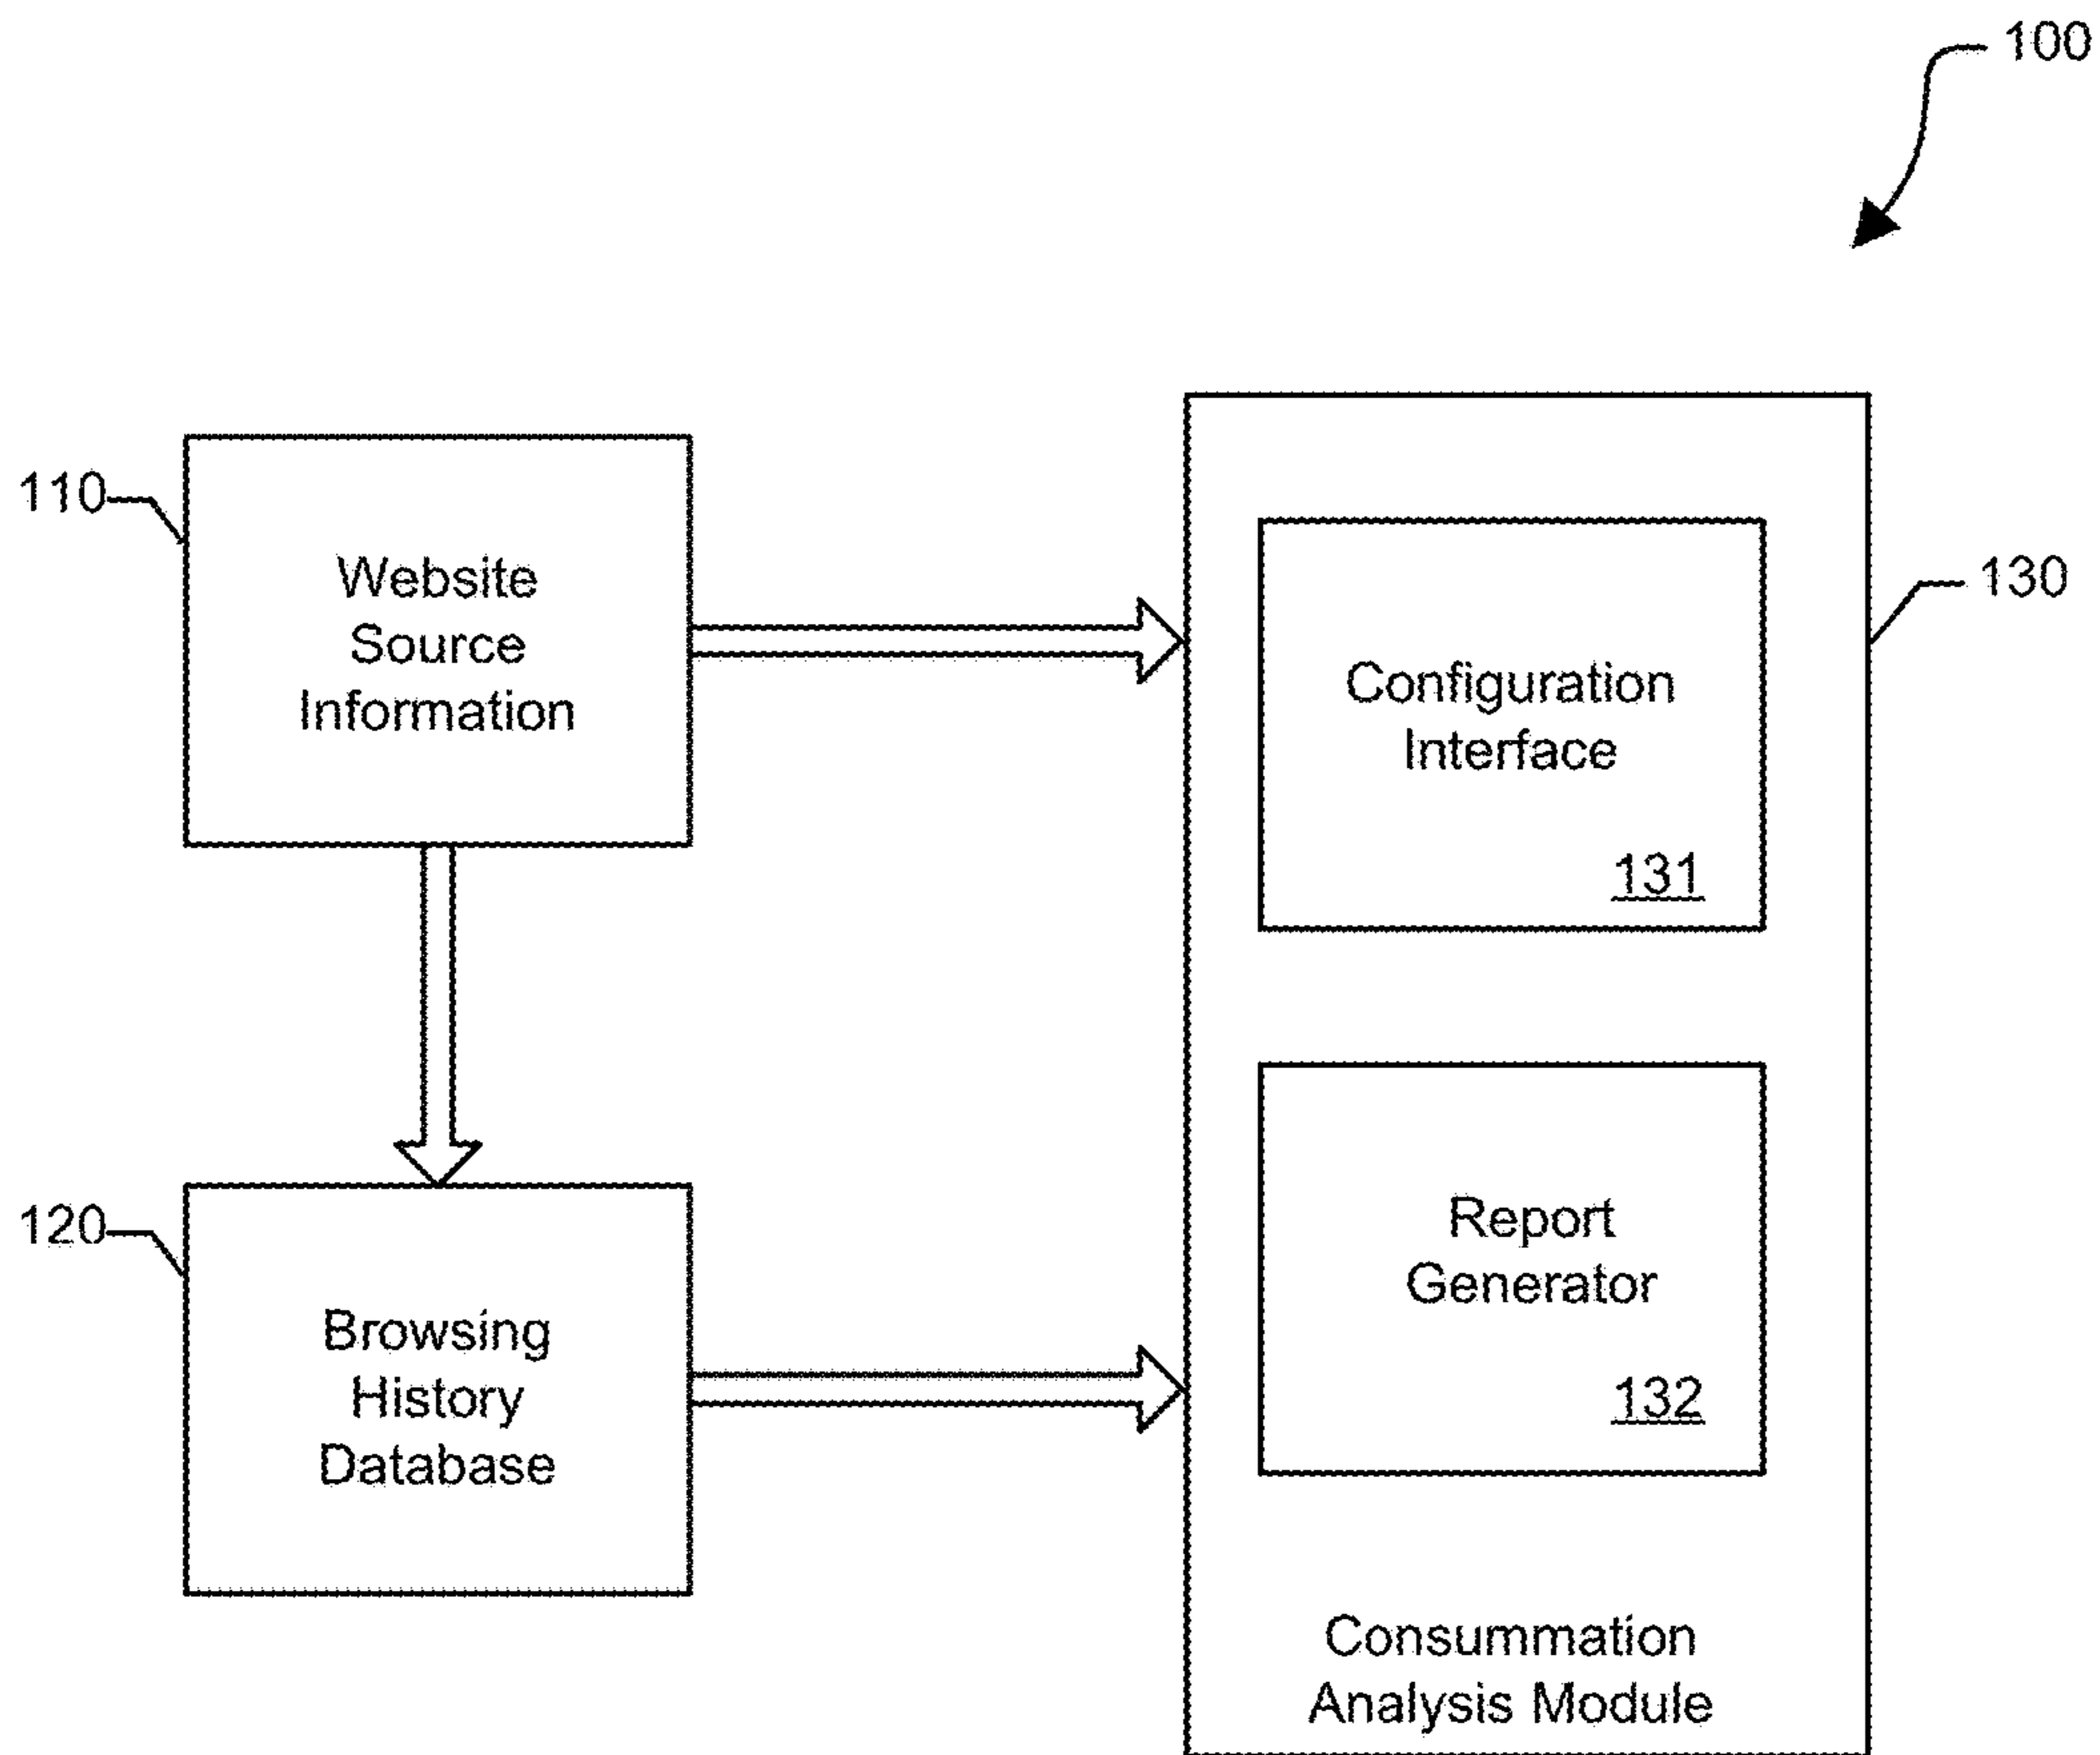 100
110
Website
Source
Information
130
Configuration
Interface
131
120
Browsing
History
Database
Report
Generator
132
Consummation
Analysis Module